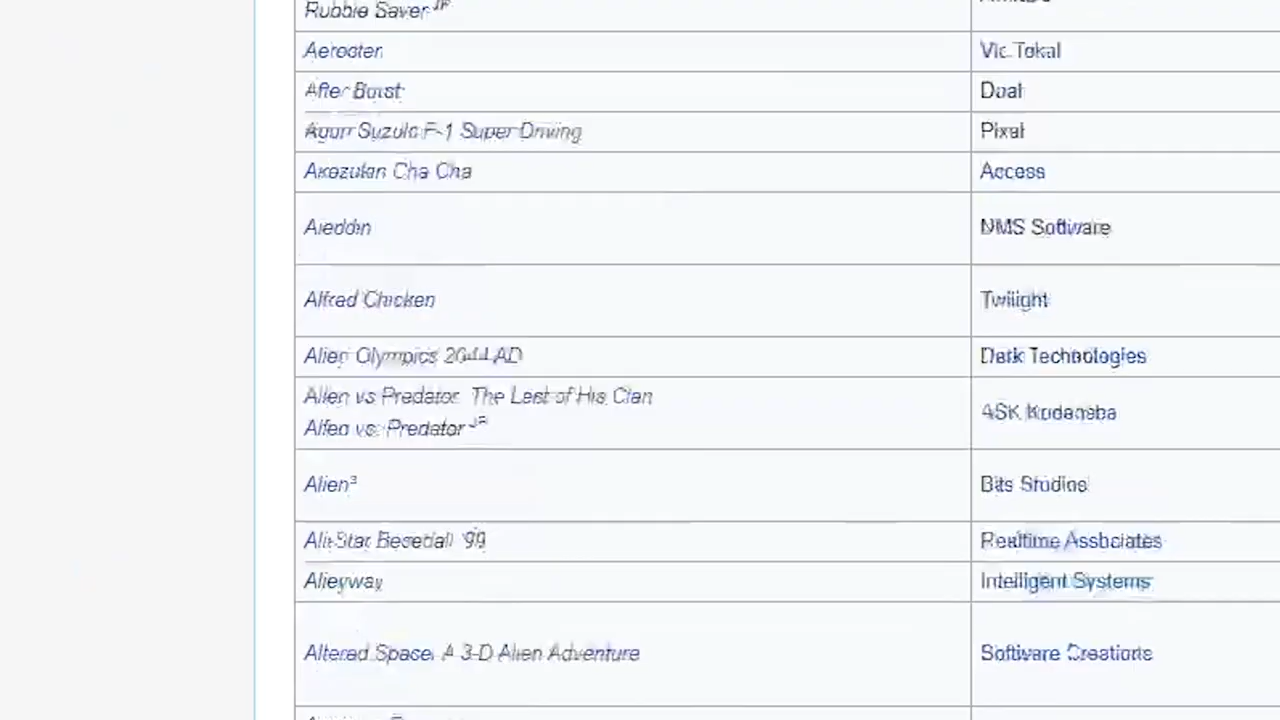 Aerostar
Vic Tokai
After Burst
Dual
Aguri Suzuki F-1 Super Driving
Pixel
Akazukin Cha Cha
Access
Aladdin
NMS Software
Alfred Chicken
Twilight
Alien Olympics 2044 AD
Dark Technologies
Alien vs Predator: The Last of His Clan
Alien vs. Predator JP
ASK Kodansha
Alien³
Bits Studios
All-Star Baseball '99
Realtime Associates
Alleyway
Intelligent Systems
Altered Space: A 3-D Alien Adventure
Software Creations